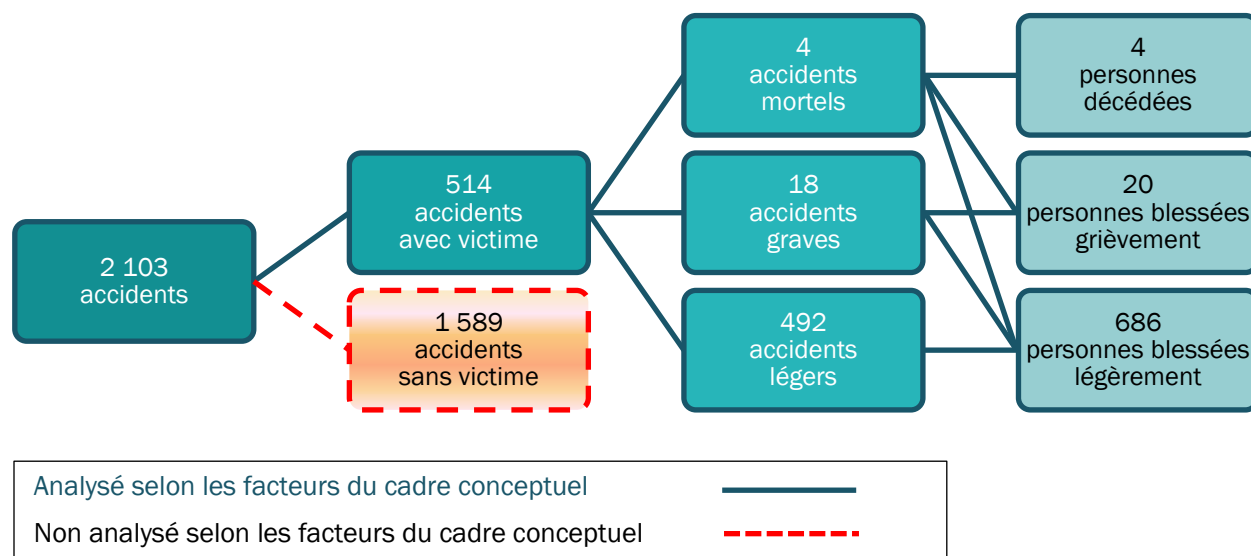 2 103
accidents
514
accidents
avec victime
1 589
accidents
sans victime
4
accidents
mortels
18
accidents
graves
492
accidents
légers
4
personnes
décédées
20
personnes blessées
grièvement
686
personnes blessées
légèrement
Analysé selon les facteurs du cadre conceptuel
Non analysé selon les facteurs du cadre conceptuel